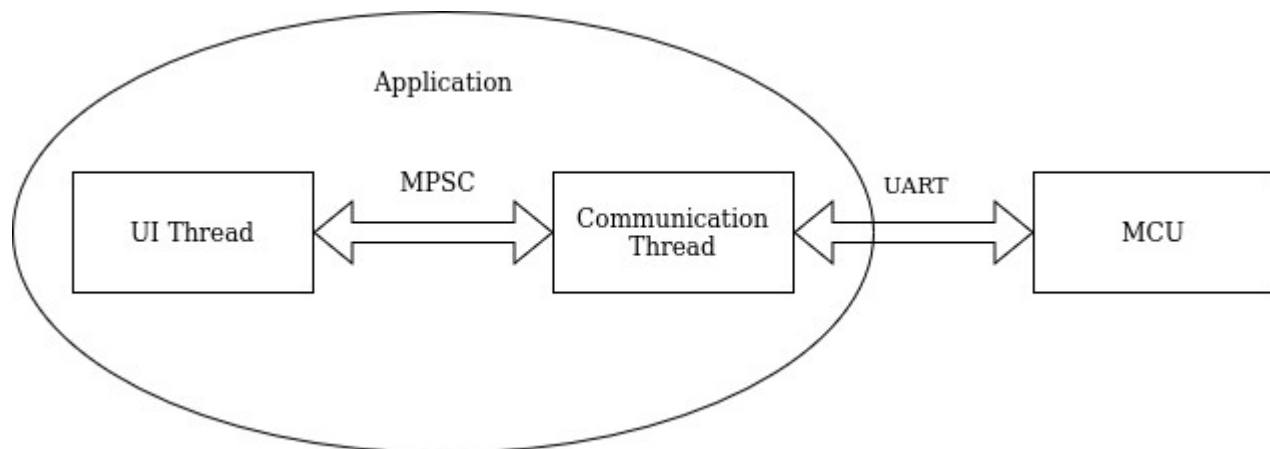 Application
MPSC
UART
UI Thread
Communication
Thread
MCU